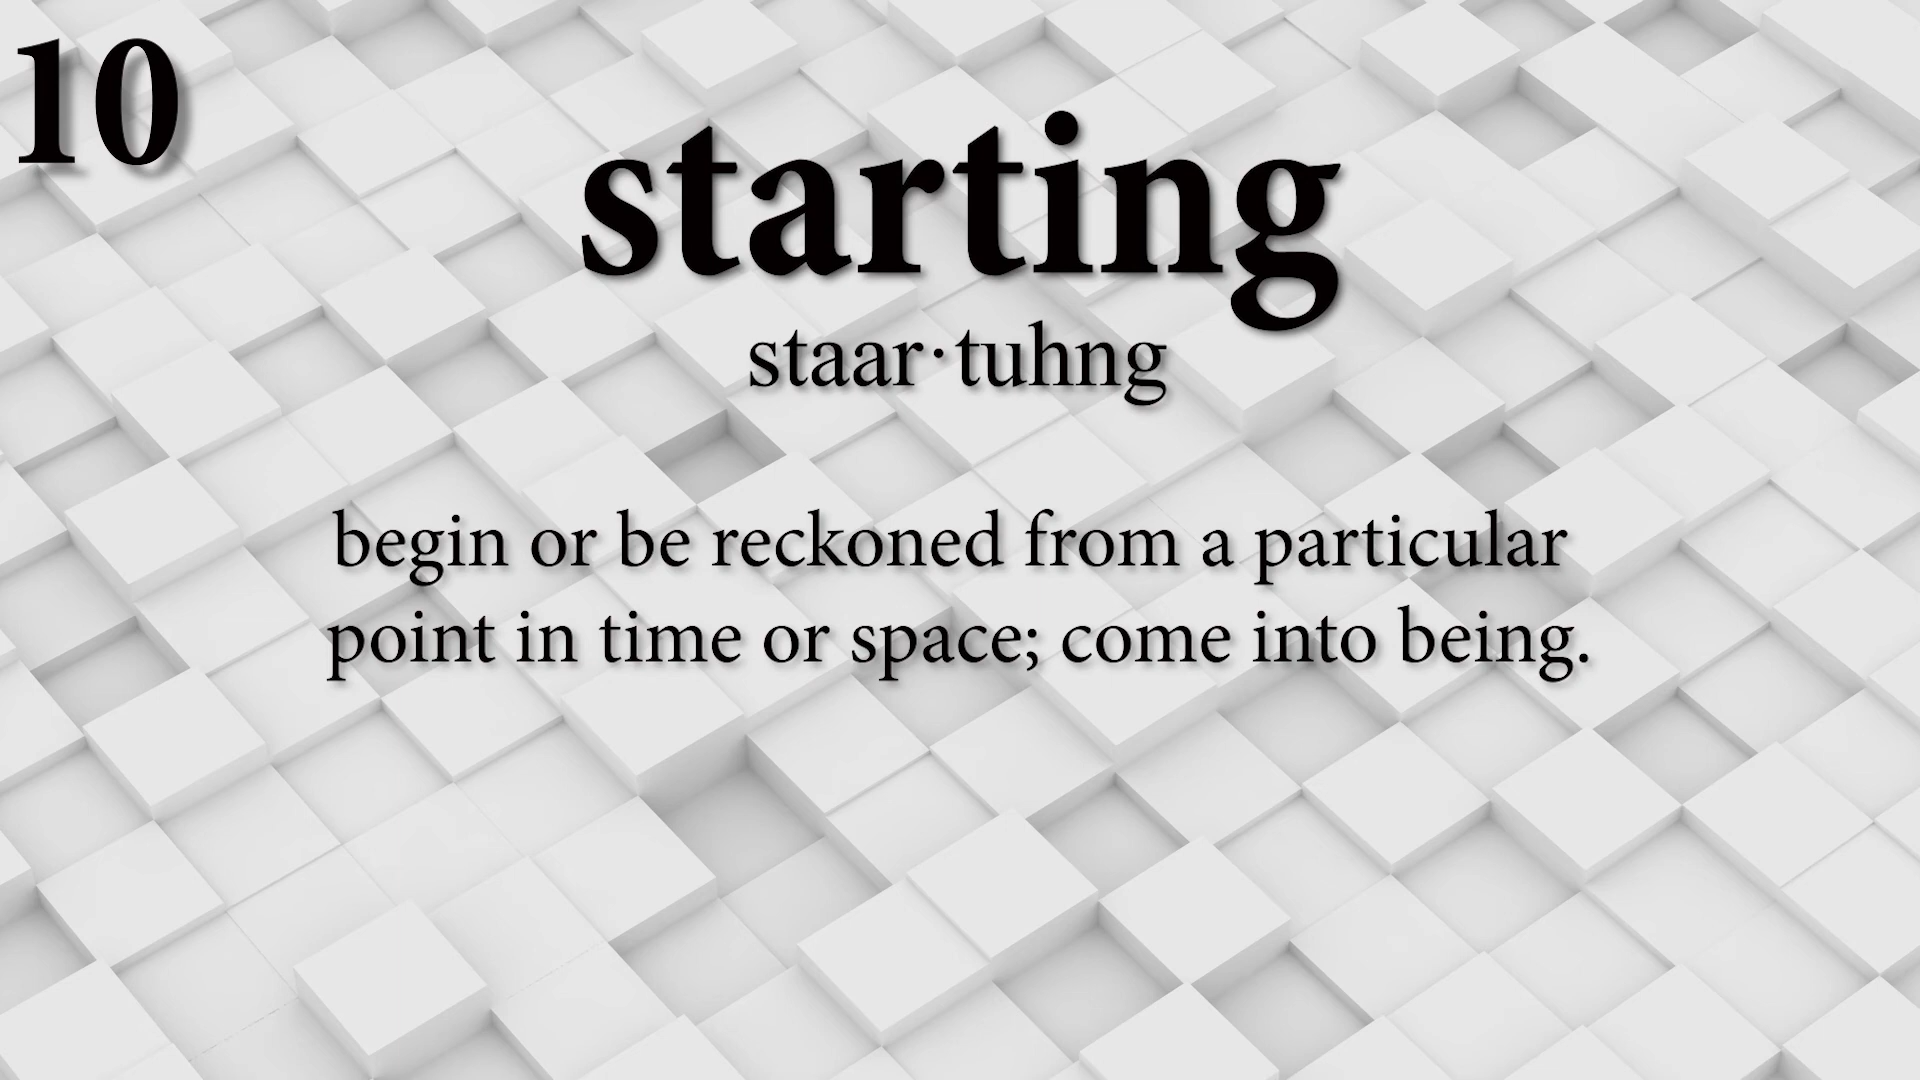 10
starting
staar·tuhng
begin or be reckoned from a particular
point in time or space; come into being.